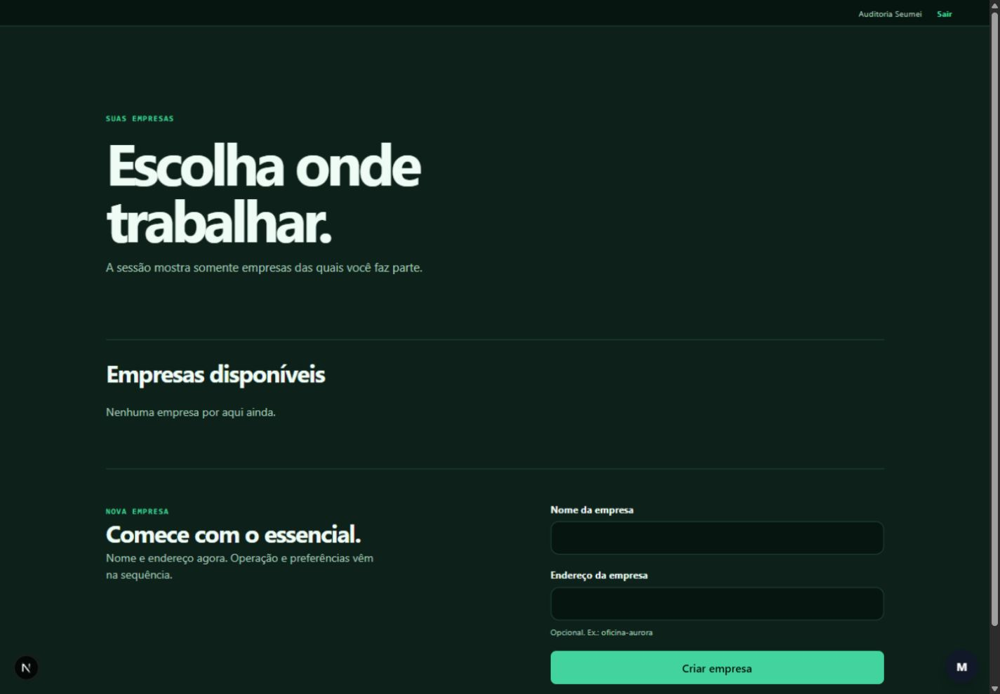 Auditoria Seumei Sair
SUAS EMPRESAS
Escolha onde
trabalhar.
A sessão mostra somente empresas das quais você faz parte.
Empresas disponíveis
Nenhuma empresa por aqui ainda.
NOVA EMPRESA
Comece com o essencial.
Nome e endereço agora. Operação e preferências vêm
na sequência.
Nome da empresa
Endereço da empresa
Opcional. Ex.: oficina-aurora
Criar empresa
N
M